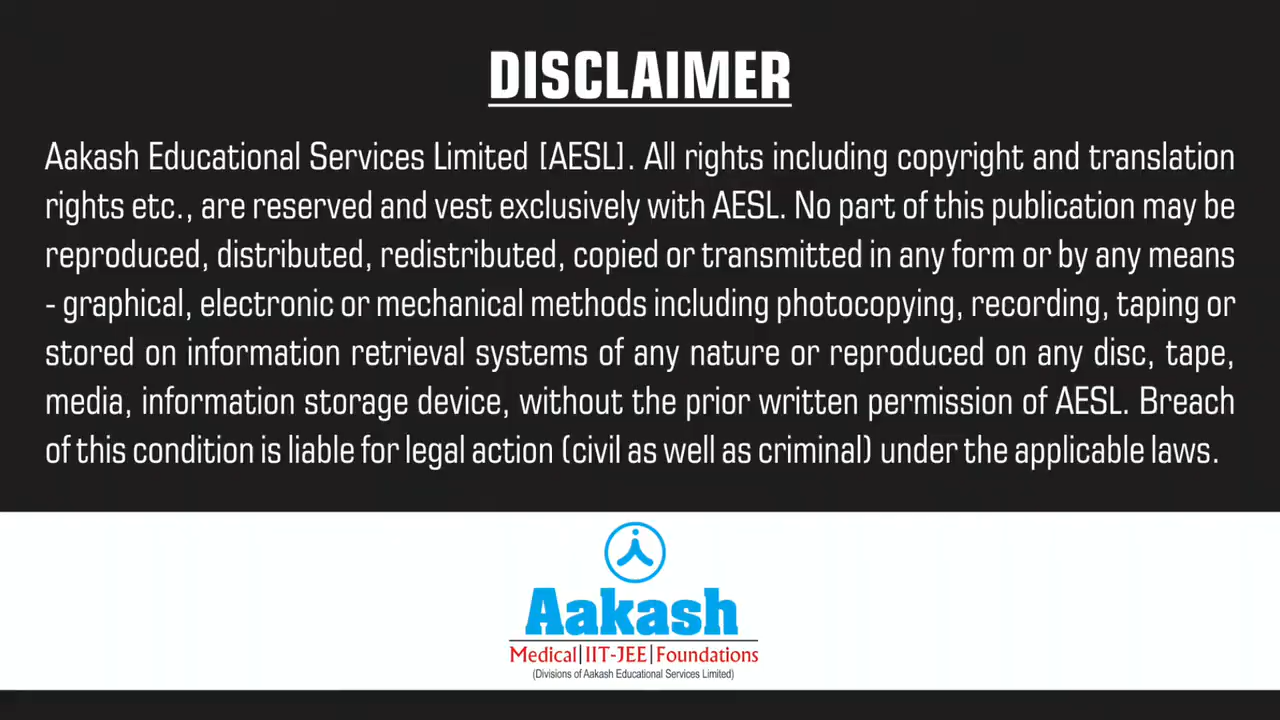 DISCLAIMER
Aakash Educational Services Limited [AESL]. All rights including copyright and translation
rights etc., are reserved and vest exclusively with AESL. No part of this publication may be
reproduced, distributed, redistributed, copied or transmitted in any form or by any means
- graphical, electronic or mechanical methods including photocopying, recording, taping or
stored on information retrieval systems of any nature or reproduced on any disc, tape,
media, information storage device, without the prior written permission of AESL. Breach
of this condition is liable for legal action (civil as well as criminal) under the applicable laws.
Aakash
Medical|IIT-JEE|Foundations
(Divisions of Aakash Educational Services Limited)